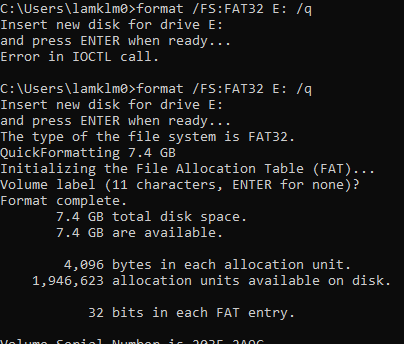 C:\Users\lamklm0>format /FS:FAT32 E: /q
Insert new disk for drive E:
and press ENTER when ready...
Error in IOCTL call.
C:\Users\lamklm0>format /FS:FAT32 E: /q
Insert new disk for drive E:
and press ENTER when ready...
The type of the file system is FAT32.
QuickFormatting 7.4 GB
Initializing the File Allocation Table (FAT)...
Volume label (11 characters, ENTER for none)?
Format complete.
7.4 GB total disk space.
7.4 GB are available.
4,096 bytes in each allocation unit.
1,946,623 allocation units available on disk.
32 bits in each FAT entry.
Volume Serial Number is